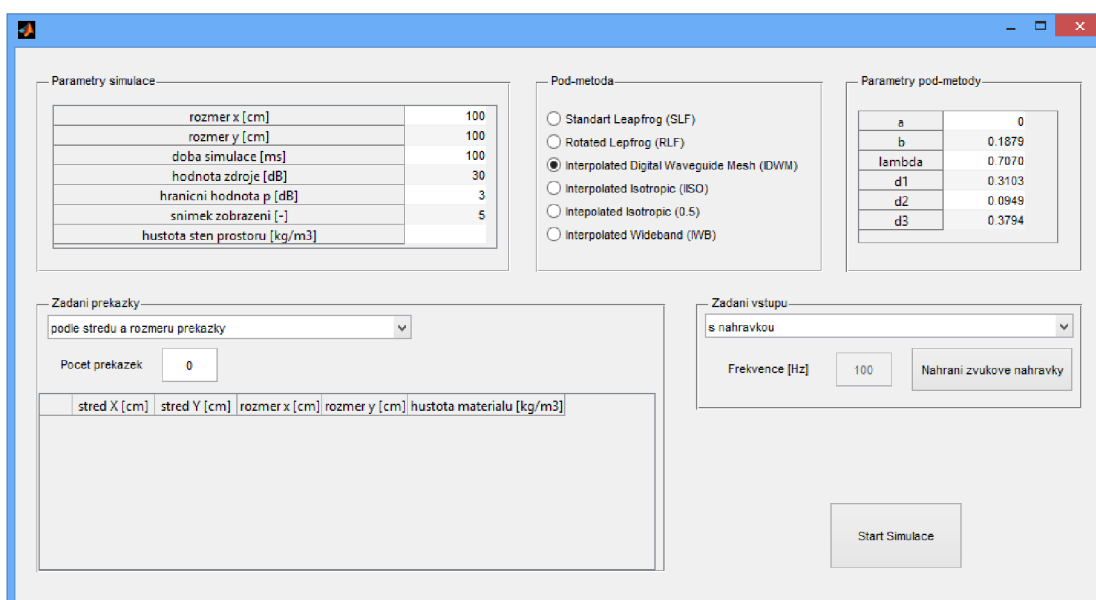 Parametry simulace
rozmer x [cm] 100
rozmer y [cm] 100
doba simulace [ms] 100
hodnota zdroje [dB] 30
hranicni hodnota p [dB] 3
snimek zobrazeni [-] 5
hustota sten prostoru [kg/m3]
Pod-metoda
Standart Leapfrog (SLF)
Rotated Lepfrog (RLF)
Interpolated Digital Waveguide Mesh (IDWM)
Interpolated Isotropic (IISO)
Intepolated Isotropic (0.5)
Interpolated Wideband (IWB)
Parametry pod-metody
a 0
b 0.1879
lambda 0.7070
d1 0.3103
d2 0.0949
d3 0.3794
Zadani prekazky
podle stredu a rozmeru prekazky
Pocet prekazek 0
stred X [cm] stred Y [cm] rozmer x [cm] rozmer y [cm] hustota materialu [kg/m3]
Zadani vstupu
s nahravkou
Frekvence [Hz] 100 Nahrani zvukove nahravky
Start Simulace